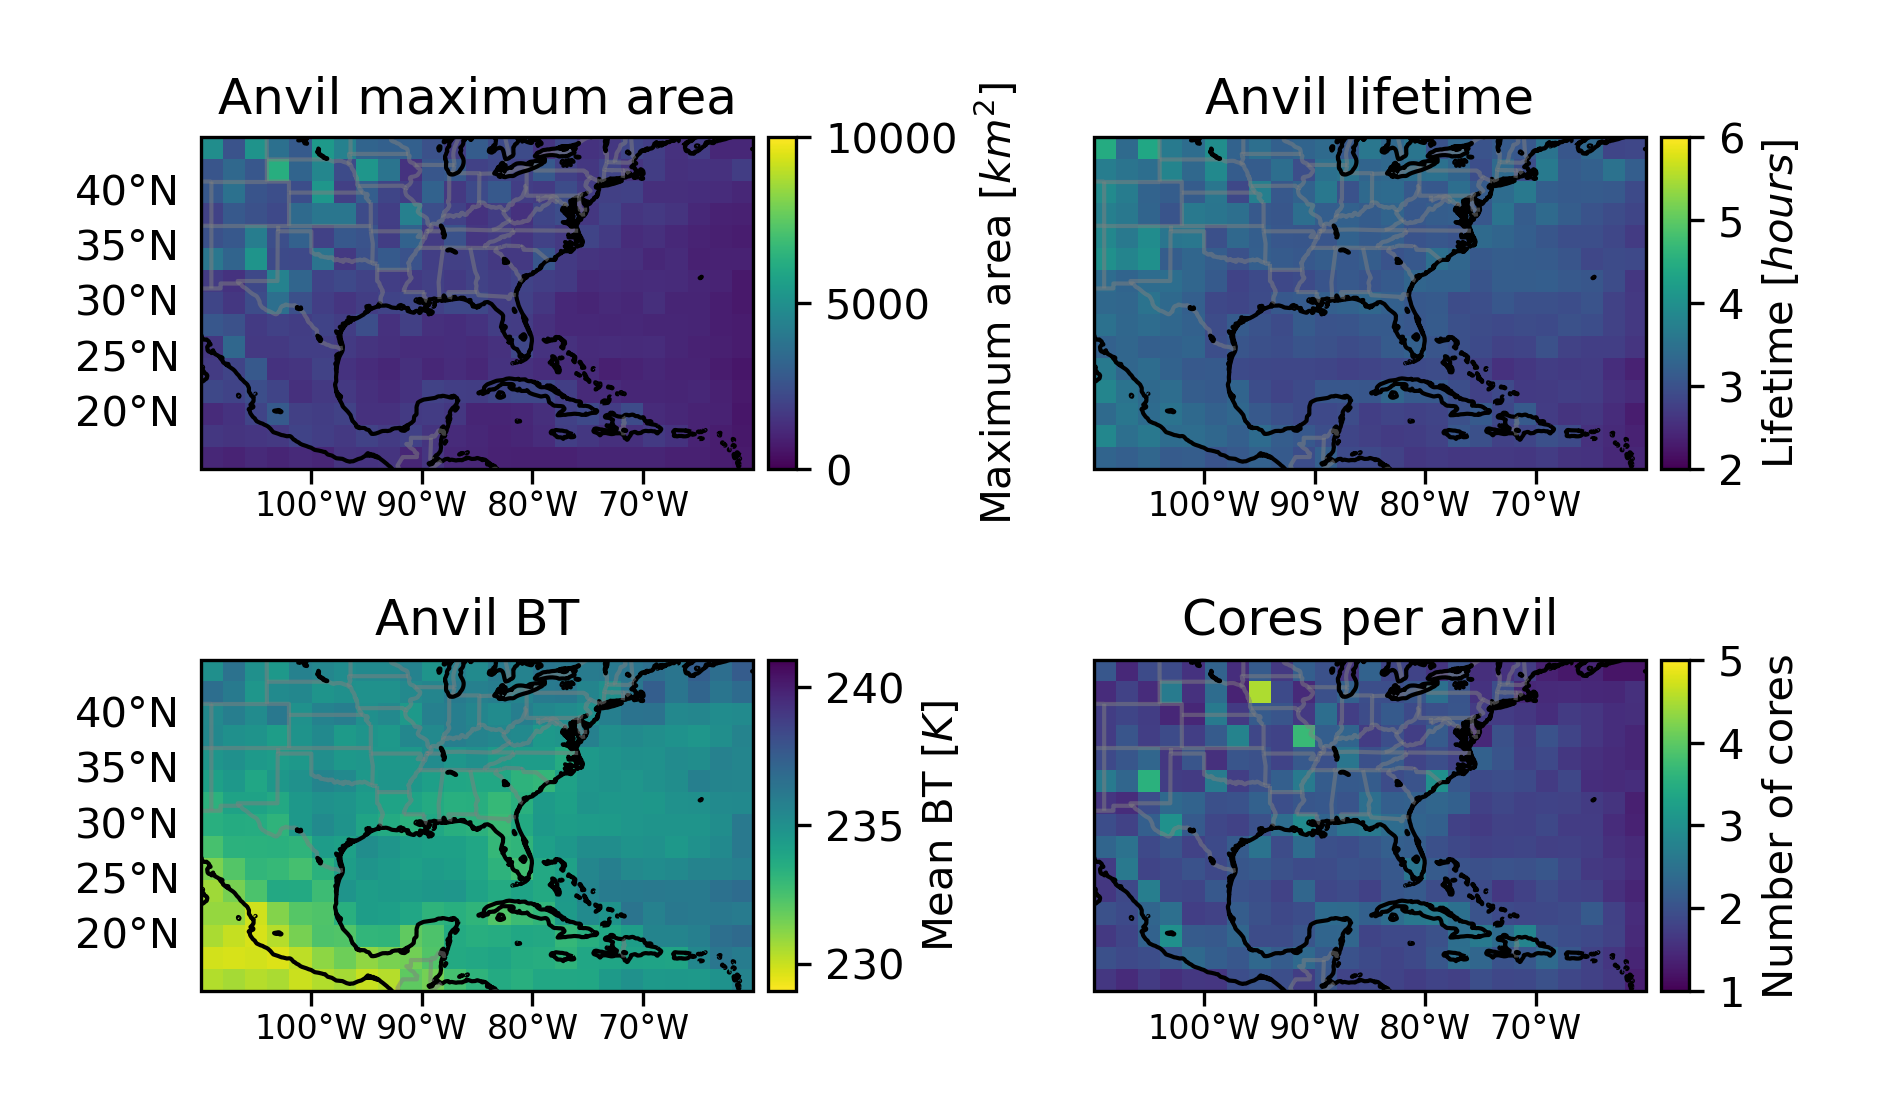 Anvil maximum area
40°N
35°N
30°N
25°N
20°N
100°W 90°W 80°W 70°W
10000
5000
0
Maximum area [km²]
Anvil lifetime
100°W 90°W 80°W 70°W
6
5
4
3
2
Lifetime [hours]
Anvil BT
40°N
35°N
30°N
25°N
20°N
100°W 90°W 80°W 70°W
240
235
230
Mean BT [K]
Cores per anvil
100°W 90°W 80°W 70°W
5
4
3
2
1
Number of cores